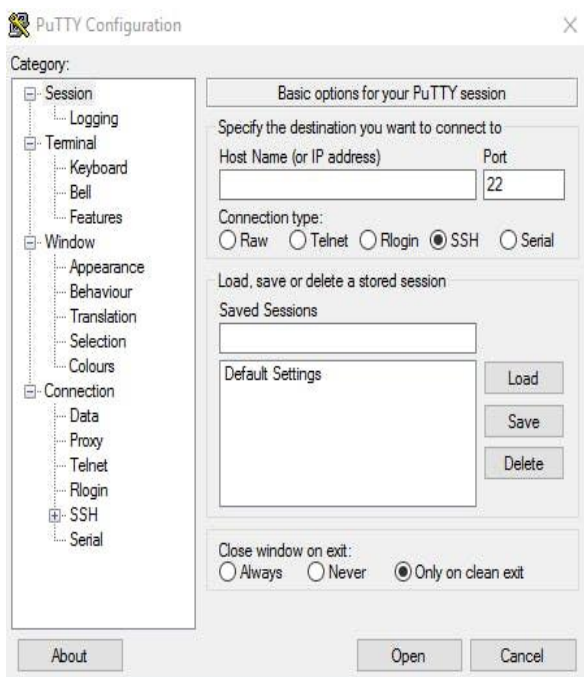 PuTTY Configuration
Category:
Session
Logging
Terminal
Keyboard
Bell
Features
Window
Appearance
Behaviour
Translation
Selection
Colours
Connection
Data
Proxy
Telnet
Rlogin
SSH
Serial
Basic options for your PuTTY session
Specify the destination you want to connect to
Host Name (or IP address) Port
22
Connection type:
Raw Telnet Rlogin SSH Serial
Load, save or delete a stored session
Saved Sessions
Default Settings
Load
Save
Delete
Close window on exit:
Always Never Only on clean exit
About Open Cancel